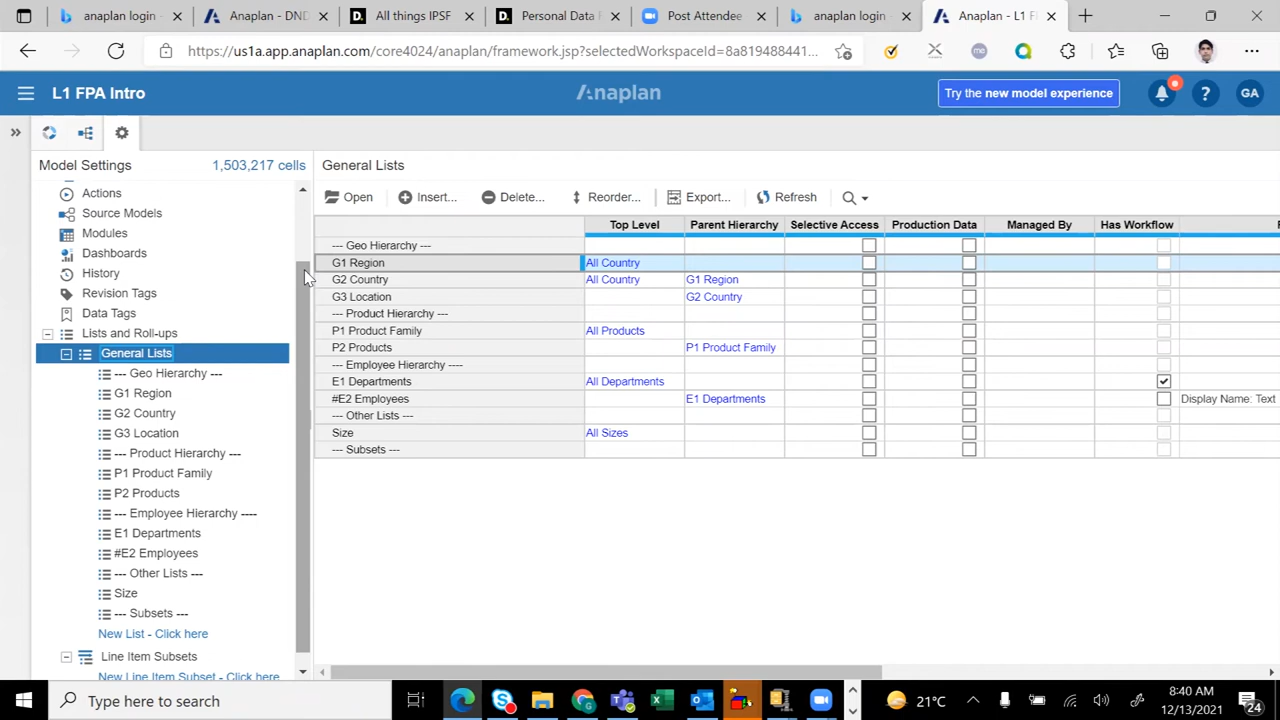 anaplan login -
Anaplan - DND
All things IPSF
Personal Data F
Post Attendee
anaplan login -
Anaplan - L1 F
https://us1a.app.anaplan.com/core4024/anaplan/framework.jsp?selectedWorkspaceId=8a819488441...
L1 FPA Intro
Anaplan
Try the new model experience
?
GA
Model Settings
1,503,217 cells
General Lists
Actions
Source Models
Modules
Dashboards
History
Revision Tags
Data Tags
Lists and Roll-ups
General Lists
--- Geo Hierarchy ---
G1 Region
G2 Country
G3 Location
--- Product Hierarchy ---
P1 Product Family
P2 Products
--- Employee Hierarchy ----
E1 Departments
#E2 Employees
--- Other Lists ---
Size
--- Subsets ---
New List - Click here
Line Item Subsets
New Line Item Subset - Click here
Open Insert... Delete... Reorder... Export... Refresh
Top Level Parent Hierarchy Selective Access Production Data Managed By Has Workflow
--- Geo Hierarchy ---
G1 Region All Country
G2 Country All Country G1 Region
G3 Location G2 Country
--- Product Hierarchy ---
P1 Product Family All Products
P2 Products P1 Product Family
--- Employee Hierarchy ----
E1 Departments All Departments
#E2 Employees E1 Departments Display Name: Text
--- Other Lists ---
Size All Sizes
--- Subsets ---
Type here to search
21°C
8:40 AM
12/13/2021
24